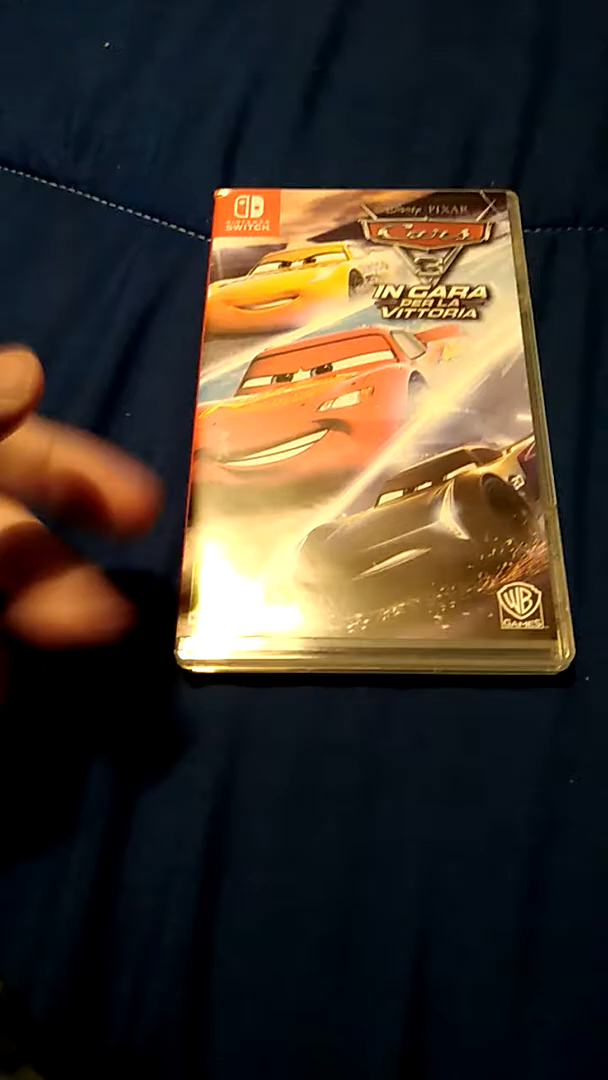 NINTENDO
SWITCH
Disney PIXAR
Cars
3
IN GARA
PER LA
VITTORIA
WB
GAMES